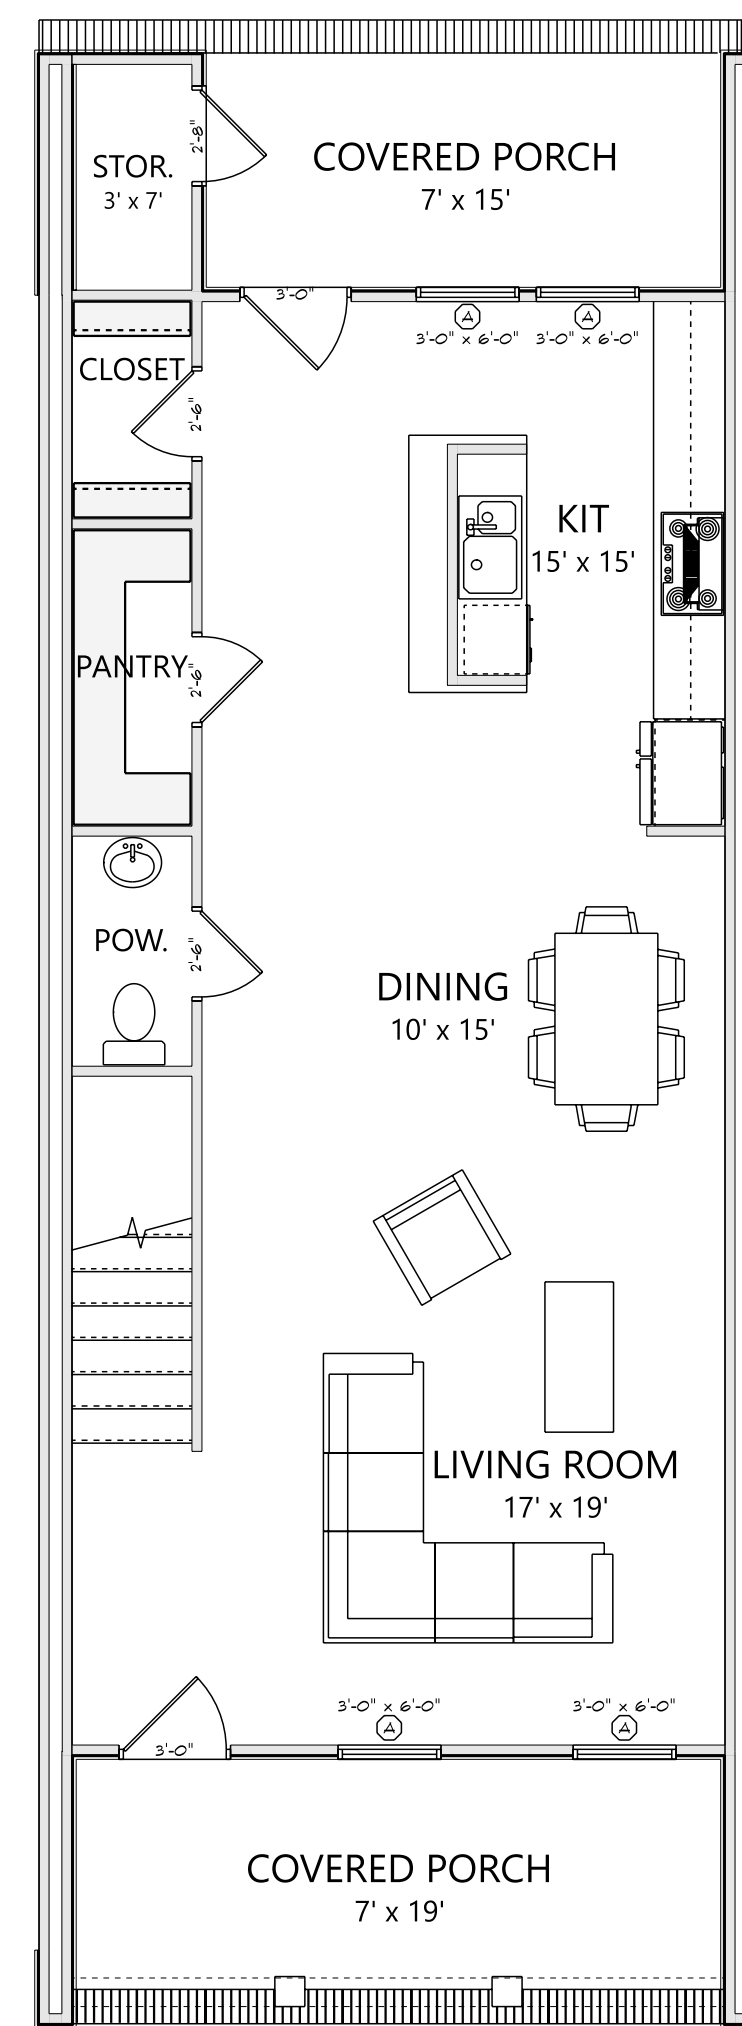 2'-8"
STOR.
3' x 7'
COVERED PORCH
7' x 15'
3'-0"
A
A
3'-0" x 6'-0"
3'-0" x 6'-0"
CLOSET
2'-6"
KIT
15' x 15'
PANTRY
2'-6"
POW.
2'-6"
DINING
10' x 15'
LIVING ROOM
17' x 19'
3'-0" x 6'-0"
3'-0" x 6'-0"
A
A
3'-0"
COVERED PORCH
7' x 19'